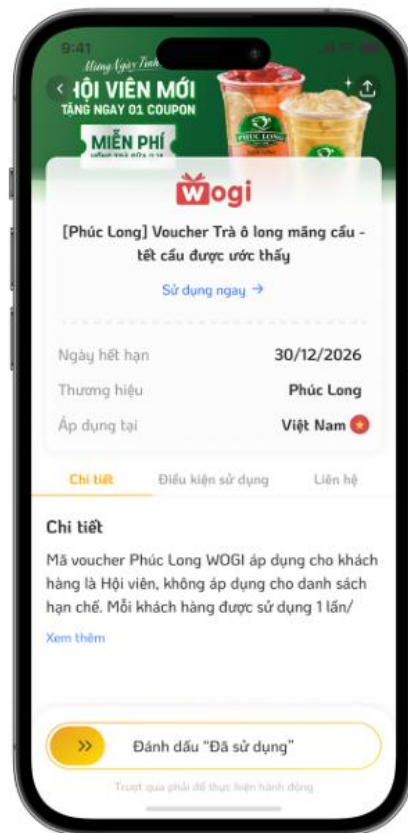 9:41
Mừng Ngày Tình
HỘI VIÊN MỚI
TẶNG NGAY 01 COUPON
MIỄN PHÍ
PHUC LONG
Wogi
[Phúc Long] Voucher Trà ô long mãng cầu -
tết cầu được ước thấy
Sử dụng ngay →
Ngày hết hạn
30/12/2026
Thương hiệu
Phúc Long
Áp dụng tại
Việt Nam
Chi tiết
Điều kiện sử dụng
Liên hệ
Chi tiết
Mã voucher Phúc Long WOGI áp dụng cho khách
hàng là Hội viên, không áp dụng cho danh sách
hạn chế. Mỗi khách hàng được sử dụng 1 lần/
Xem thêm
Đánh dấu "Đã sử dụng"
Trượt qua phải để thực hiện hành động